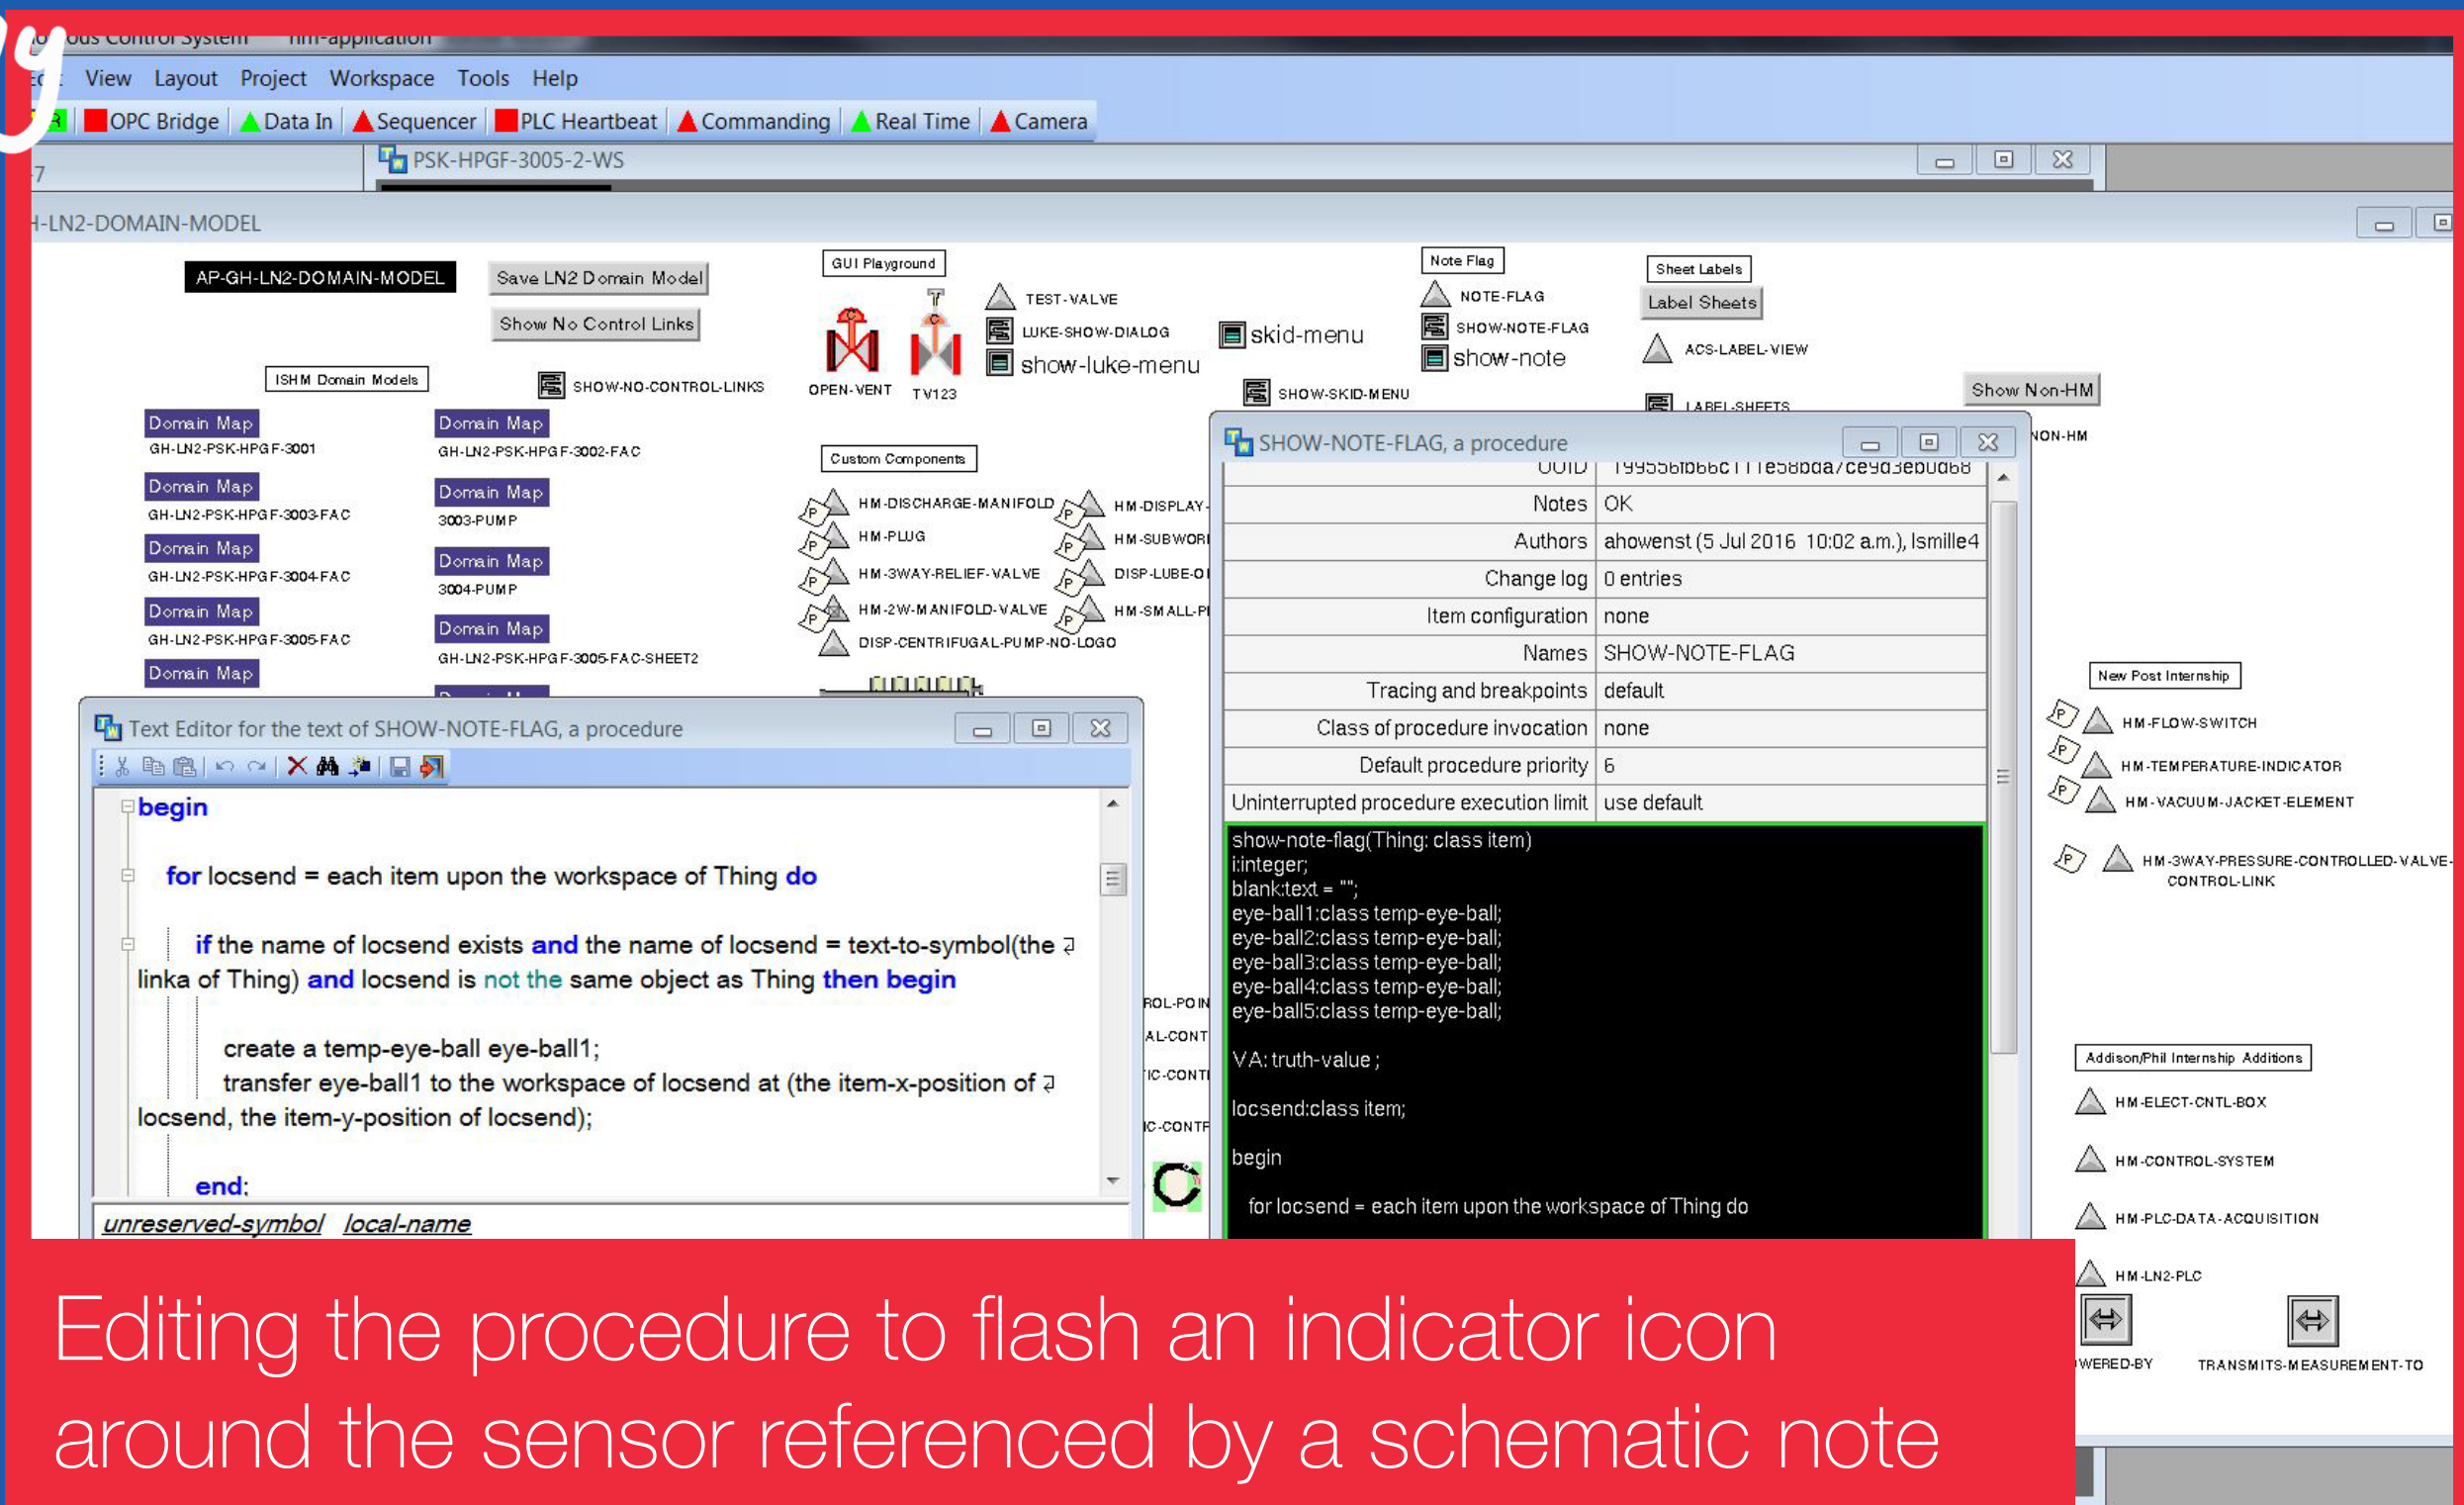 View Layout Project Workspace Tools Help
OPC Bridge Data In Sequencer PLC Heartbeat Commanding Real Time Camera
-7
PSK-HPGF-3005-2-WS
H-LN2-DOMAIN-MODEL
AP-GH-LN2-DOMAIN-MODEL
Save LN2 Domain Model
Show No Control Links
ISHM Domain Models
SHOW-NO-CONTROL-LINKS
Domain Map
GH-LN2-PSK-HPGF-3001
Domain Map
GH-LN2-PSK-HPGF-3003-FAC
Domain Map
GH-LN2-PSK-HPGF-3004-FAC
Domain Map
GH-LN2-PSK-HPGF-3005-FAC
Domain Map
Domain Map
GH-LN2-PSK-HPGF-3002-FAC
Domain Map
3003-PUMP
Domain Map
3004-PUMP
Domain Map
GH-LN2-PSK-HPGF-3005-FAC-SHEET2
GUI Playground
OPEN-VENT
TV123
TEST-VALVE
LUKE-SHOW-DIALOG
show-luke-menu
skid-menu
SHOW-SKID-MENU
Note Flag
NOTE-FLAG
SHOW-NOTE-FLAG
show-note
Sheet Labels
Label Sheets
ACS-LABEL-VIEW
LABEL-SHEETS
Show Non-HM
NON-HM
Custom Components
HM-DISCHARGE-MANIFOLD
HM-PLUG
HM-3WAY-RELIEF-VALVE
HM-2W-MANIFOLD-VALVE
DISP-CENTRIFUGAL-PUMP-NO-LOGO
HM-DISPLAY-
HM-SUBWOR
DISP-LUBE-O
HM-SMALL-P
Text Editor for the text of SHOW-NOTE-FLAG, a procedure
begin
for locsend = each item upon the workspace of Thing do
if the name of locsend exists and the name of locsend = text-to-symbol(the
linka of Thing) and locsend is not the same object as Thing then begin
create a temp-eye-ball eye-ball1;
transfer eye-ball1 to the workspace of locsend at (the item-x-position of
locsend, the item-y-position of locsend);
end;
unreserved-symbol local-name
ROL-POIN
AL-CONT
IC-CONT
SHOW-NOTE-FLAG, a procedure
Notes OK
Authors ahowenst (5 Jul 2016 10:02 a.m.), lsmille4
Change log 0 entries
Item configuration none
Names SHOW-NOTE-FLAG
Tracing and breakpoints default
Class of procedure invocation none
Default procedure priority 6
Uninterrupted procedure execution limit use default
show-note-flag(Thing: class item)
i:integer;
blank:text = "";
eye-ball1:class temp-eye-ball;
eye-ball2:class temp-eye-ball;
eye-ball3:class temp-eye-ball;
eye-ball4:class temp-eye-ball;
eye-ball5:class temp-eye-ball;
VA: truth-value ;
locsend:class item;
begin
for locsend = each item upon the workspace of Thing do
New Post Internship
HM-FLOW-SWITCH
HM-TEMPERATURE-INDICATOR
HM-VACUUM-JACKET-ELEMENT
HM-3WAY-PRESSURE-CONTROLLED-VALVE-
CONTROL-LINK
Addison/Phil Internship Additions
HM-ELECT-CNTL-BOX
HM-CONTROL-SYSTEM
HM-PLC-DATA-ACQUISITION
HM-LN2-PLC
WERED-BY
TRANSMITS-MEASUREMENT-TO
Editing the procedure to flash an indicator icon
around the sensor referenced by a schematic note